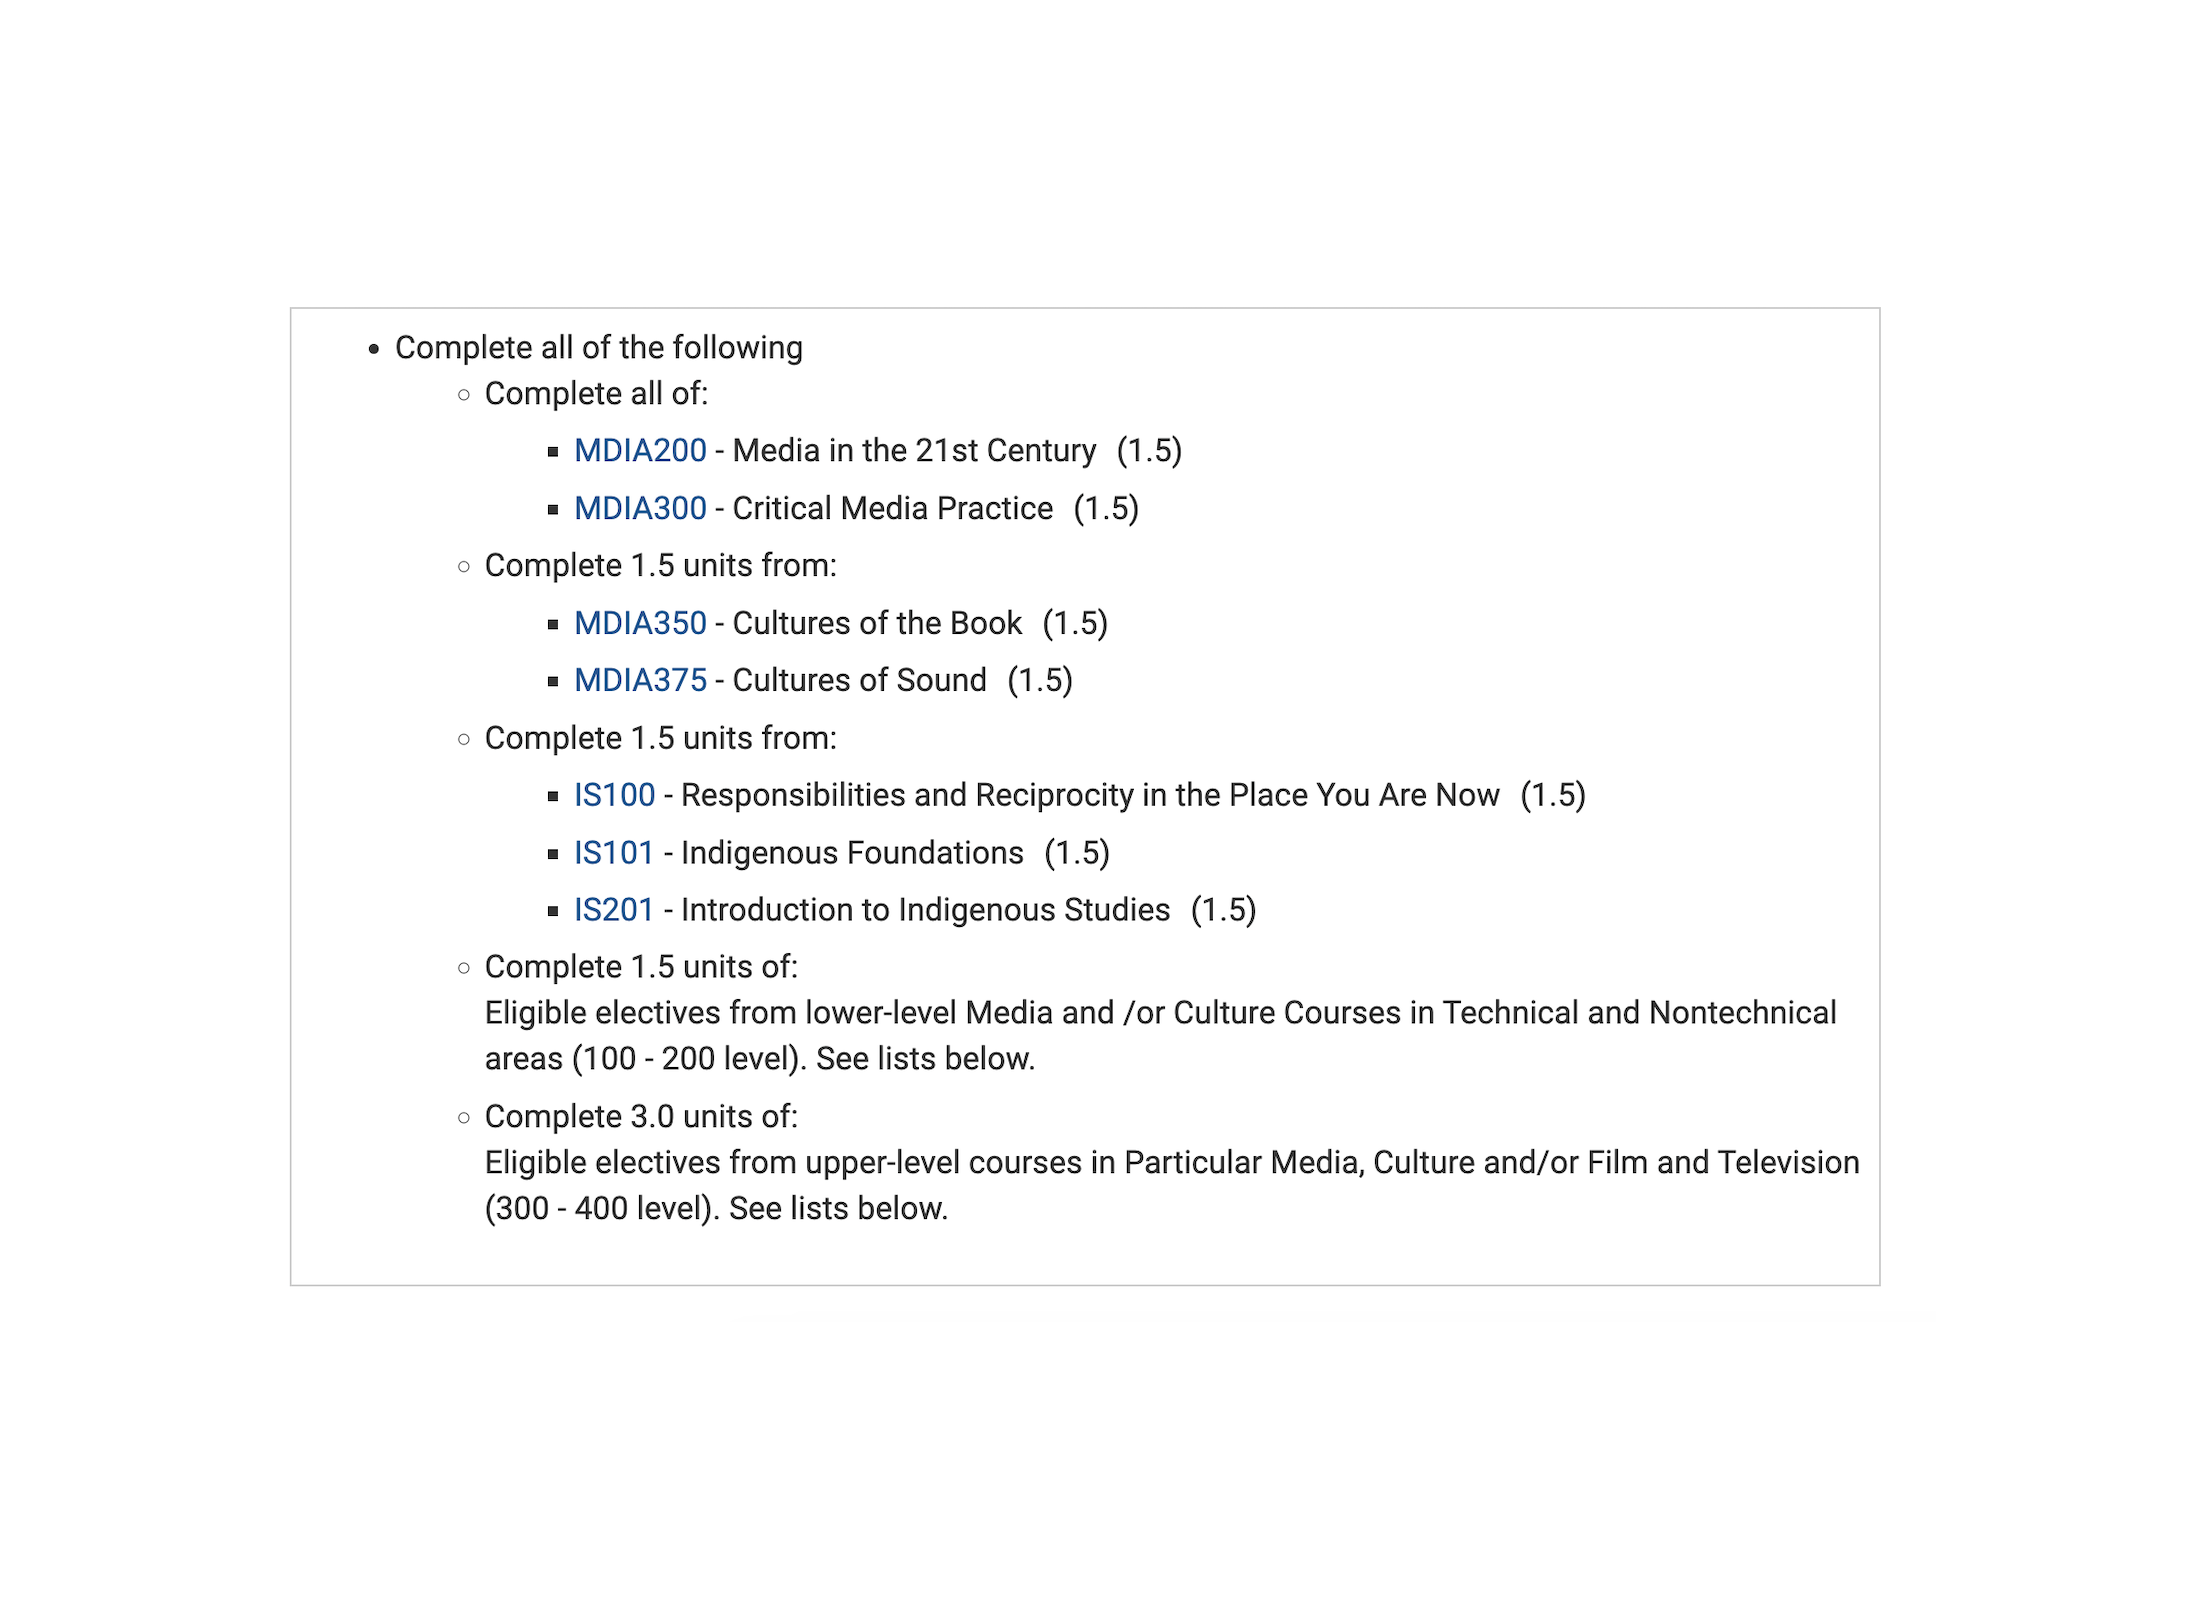 Complete all of the following
Complete all of:
MDIA200 - Media in the 21st Century (1.5)
MDIA300 - Critical Media Practice (1.5)
Complete 1.5 units from:
MDIA350 - Cultures of the Book (1.5)
MDIA375 - Cultures of Sound (1.5)
Complete 1.5 units from:
IS100 - Responsibilities and Reciprocity in the Place You Are Now (1.5)
IS101 - Indigenous Foundations (1.5)
IS201 - Introduction to Indigenous Studies (1.5)
Complete 1.5 units of:
Eligible electives from lower-level Media and /or Culture Courses in Technical and Nontechnical
areas (100 - 200 level). See lists below.
Complete 3.0 units of:
Eligible electives from upper-level courses in Particular Media, Culture and/or Film and Television
(300 - 400 level). See lists below.